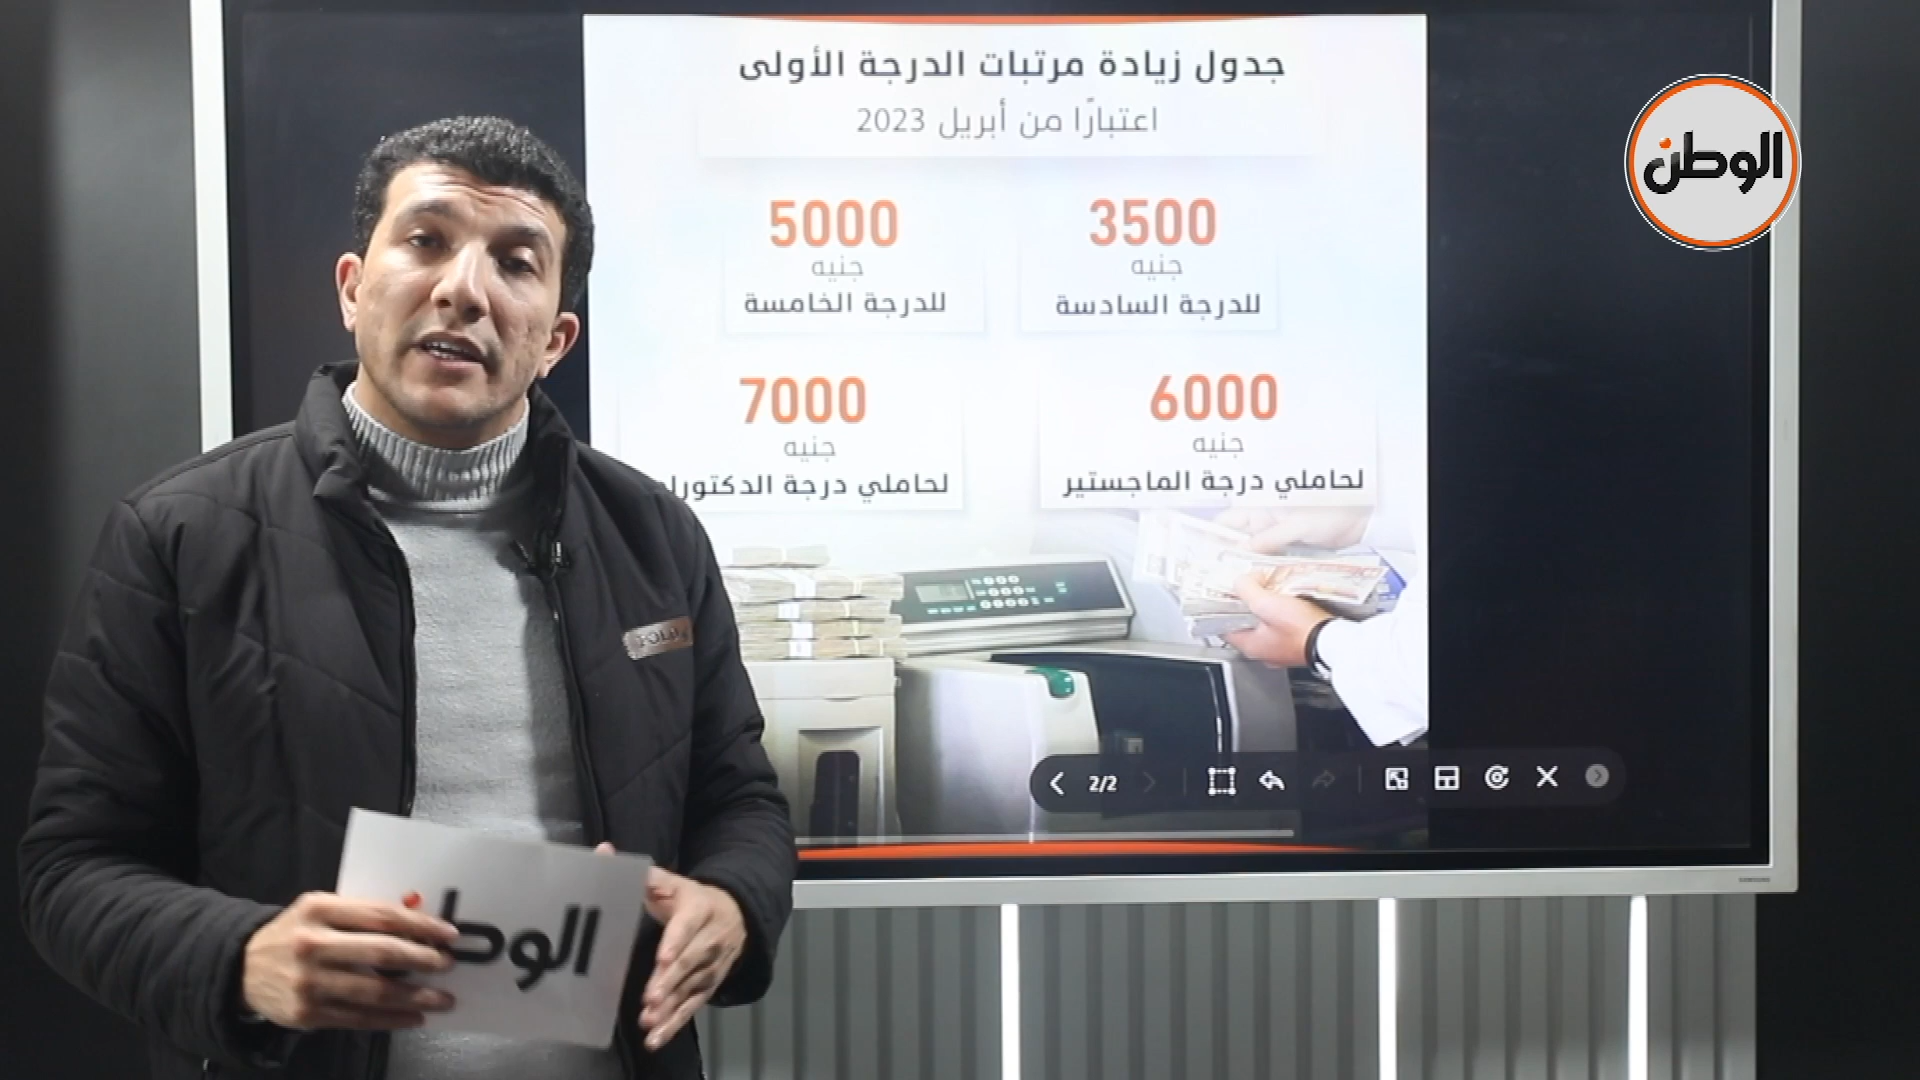 جدول زيادة مرتبات الدرجة الأولى
اعتبارًا من أبريل 2023
3500
جنيه
للدرجة السادسة
5000
جنيه
للدرجة الخامسة
6000
جنيه
لحاملي درجة الماجستير
7000
جنيه
لحاملي درجة الدكتوراه
2/2
الوطن
الوطن
SAMSUNG